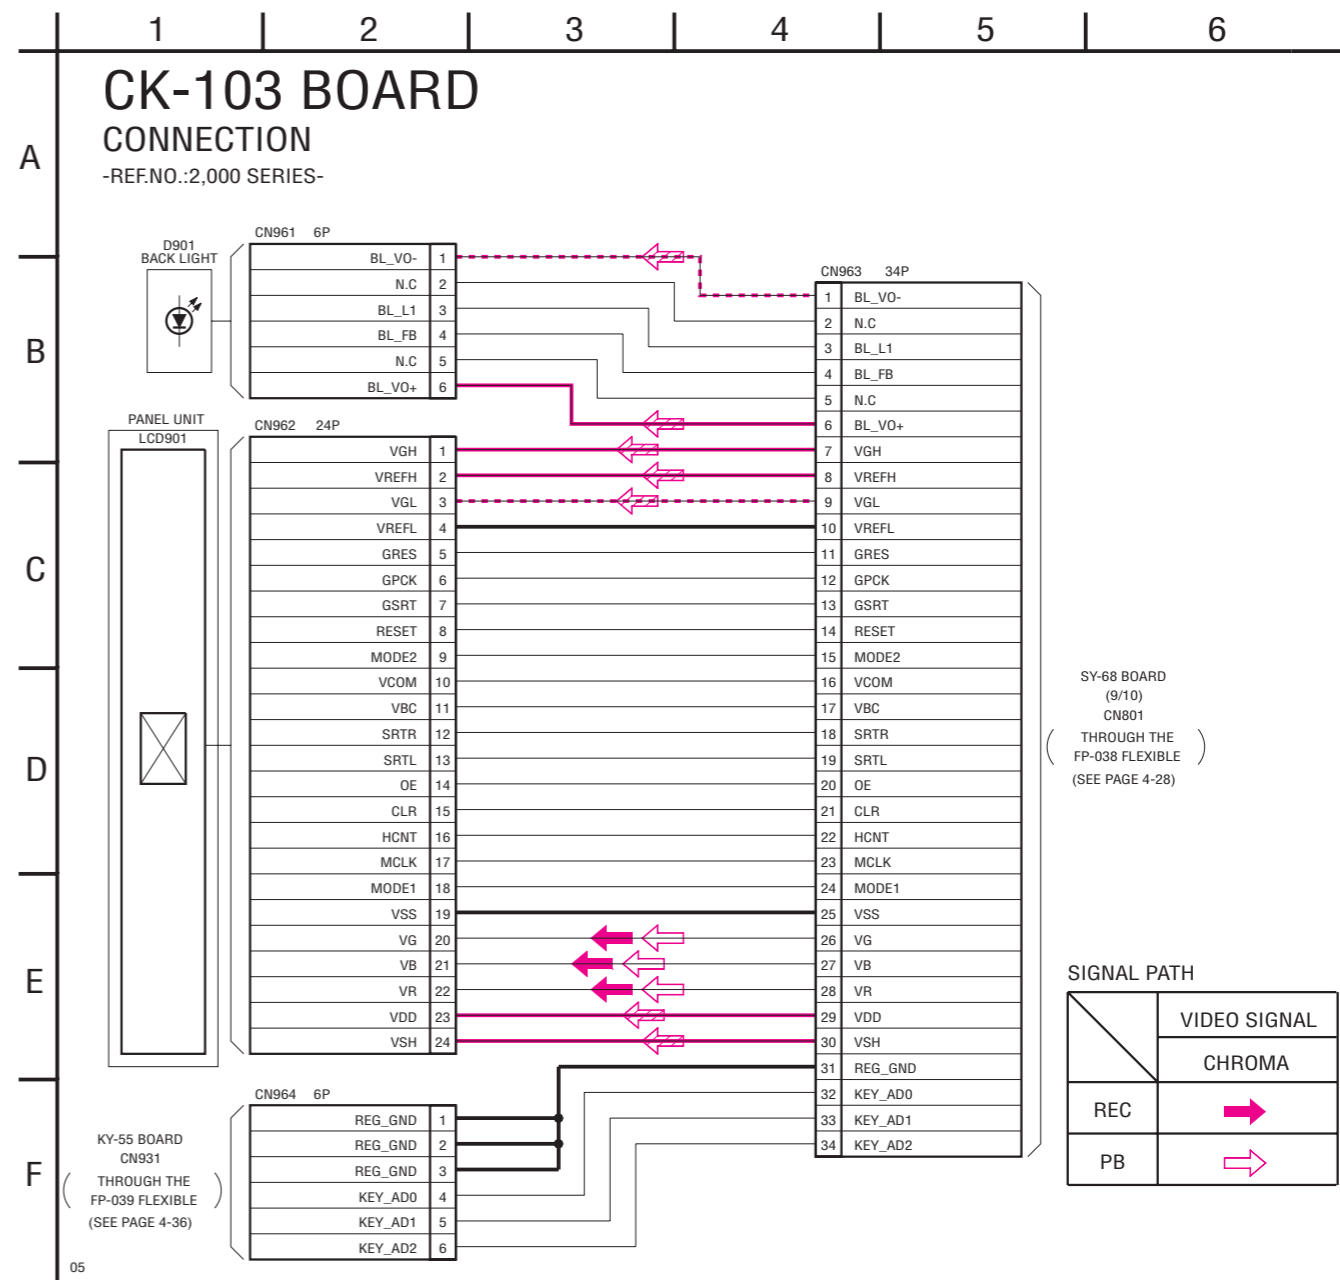 1 2 3 4 5 6
CK-103 BOARD
CONNECTION
-REF.NO.:2,000 SERIES-
A
B
C
D
E
F
D901
BACK LIGHT
CN961 6P
BL_VO- 1
N.C 2
BL_L1 3
BL_FB 4
N.C 5
BL_VO+ 6
PANEL UNIT
LCD901
CN962 24P
VGH 1
VREFH 2
VGL 3
VREFL 4
GRES 5
GPCK 6
GSRT 7
RESET 8
MODE2 9
VCOM 10
VBC 11
SRTR 12
SRTL 13
OE 14
CLR 15
HCNT 16
MCLK 17
MODE1 18
VSS 19
VG 20
VB 21
VR 22
VDD 23
VSH 24
CN964 6P
REG_GND 1
REG_GND 2
REG_GND 3
KEY_AD0 4
KEY_AD1 5
KEY_AD2 6
KY-55 BOARD
CN931
THROUGH THE
FP-039 FLEXIBLE
(SEE PAGE 4-36)
CN963 34P
1 BL_VO-
2 N.C
3 BL_L1
4 BL_FB
5 N.C
6 BL_VO+
7 VGH
8 VREFH
9 VGL
10 VREFL
11 GRES
12 GPCK
13 GSRT
14 RESET
15 MODE2
16 VCOM
17 VBC
18 SRTR
19 SRTL
20 OE
21 CLR
22 HCNT
23 MCLK
24 MODE1
25 VSS
26 VG
27 VB
28 VR
29 VDD
30 VSH
31 REG_GND
32 KEY_AD0
33 KEY_AD1
34 KEY_AD2
SY-68 BOARD
(9/10)
CN801
THROUGH THE
FP-038 FLEXIBLE
(SEE PAGE 4-28)
SIGNAL PATH
VIDEO SIGNAL
CHROMA
REC
PB
05